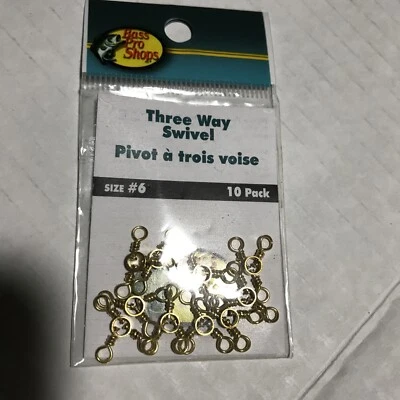 Bass
Pro
Shops
Three Way
Swivel
Pivot à trois voise
SIZE #6
10 Pack